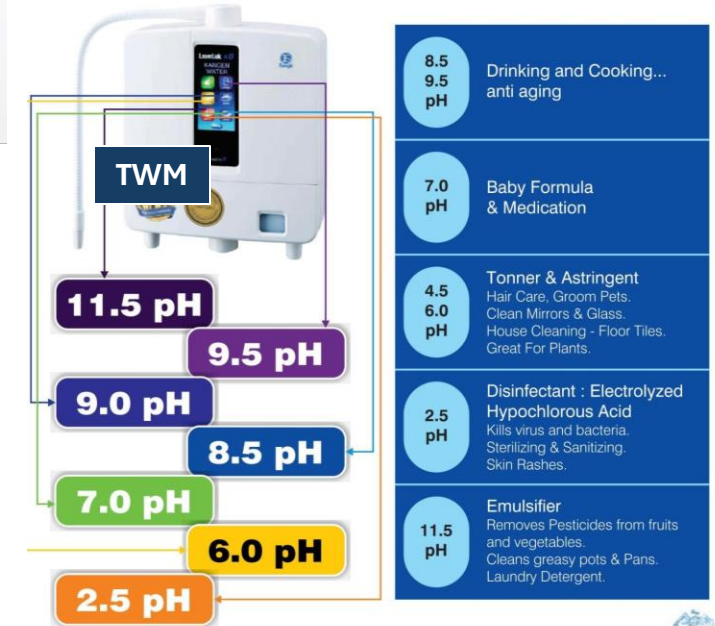 KANGEN
WATER
TWM
11.5 pH
9.5 pH
9.0 pH
8.5 pH
7.0 pH
6.0 pH
2.5 pH
8.5
9.5
pH
Drinking and Cooking...
anti aging
7.0
pH
Baby Formula
& Medication
4.5
6.0
pH
Tonner & Astringent
Hair Care, Groom Pets.
Clean Mirrors & Glass.
House Cleaning - Floor Tiles.
Great For Plants.
2.5
pH
Disinfectant : Electrolyzed
Hypochlorous Acid
Kills virus and bacteria.
Sterilizing & Sanitizing.
Skin Rashes.
11.5
pH
Emulsifier
Removes Pesticides from fruits
and vegetables.
Cleans greasy pots & Pans.
Laundry Detergent.